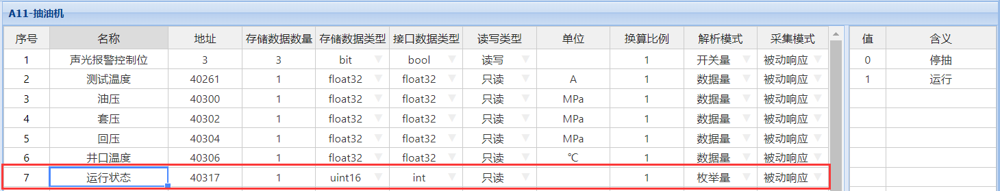 A11-抽油机
序号 名称 地址 存储数据数量 存储数据类型 接口数据类型 读写类型 单位 换算比例 解析模式 采集模式 值 含义
1 声光报警控制位 3 3 bit bool 读写 1 开关量 被动响应 0 停抽
2 测试温度 40261 1 float32 float32 只读 A 1 数据量 被动响应 1 运行
3 油压 40300 1 float32 float32 只读 MPa 1 数据量 被动响应
4 套压 40302 1 float32 float32 只读 MPa 1 数据量 被动响应
5 回压 40304 1 float32 float32 只读 MPa 1 数据量 被动响应
6 井口温度 40306 1 float32 float32 只读 ℃ 1 数据量 被动响应
7 运行状态 40317 1 uint16 int 只读 1 枚举量 被动响应